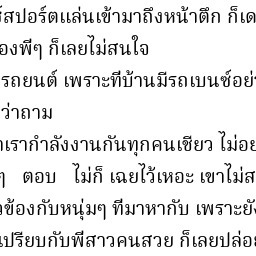 ์สปอร์ตแล่นเข้ามาถึงหน้าตึก ก็เด
องพี่ๆ ก็เลยไม่สนใจ
รถยนต์ เพราะที่บ้านมีรถเบนซ์อย่
ว่าถาม
เรากำลังงานกันทุกคนเชียว ไม่อย
ๆ ตอบ ไม่ก็ เฉยไว้เหอะ เขาไม่ส
ข้องกับหนุ่มๆ ที่มาหากับ เพราะยั
เปรียบกับพี่สาวคนสวย ก็เลยปล่อ